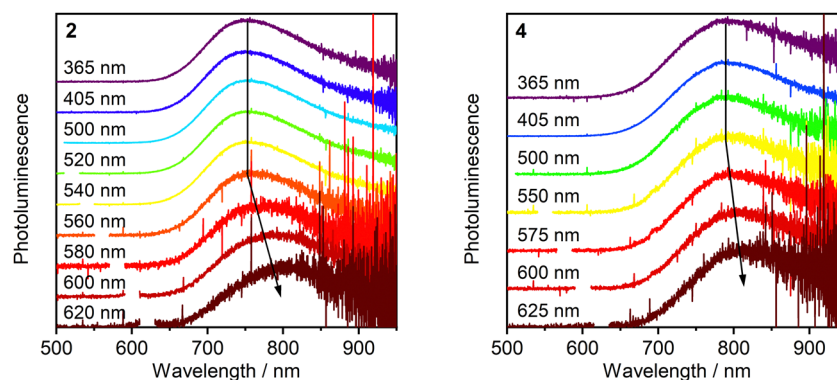 2
365 nm
405 nm
500 nm
520 nm
540 nm
560 nm
580 nm
600 nm
620 nm
500 600 700 800 900
Wavelength / nm
Photoluminescence
4
365 nm
405 nm
500 nm
550 nm
575 nm
600 nm
625 nm
500 600 700 800 900
Wavelength / nm
Photoluminescence